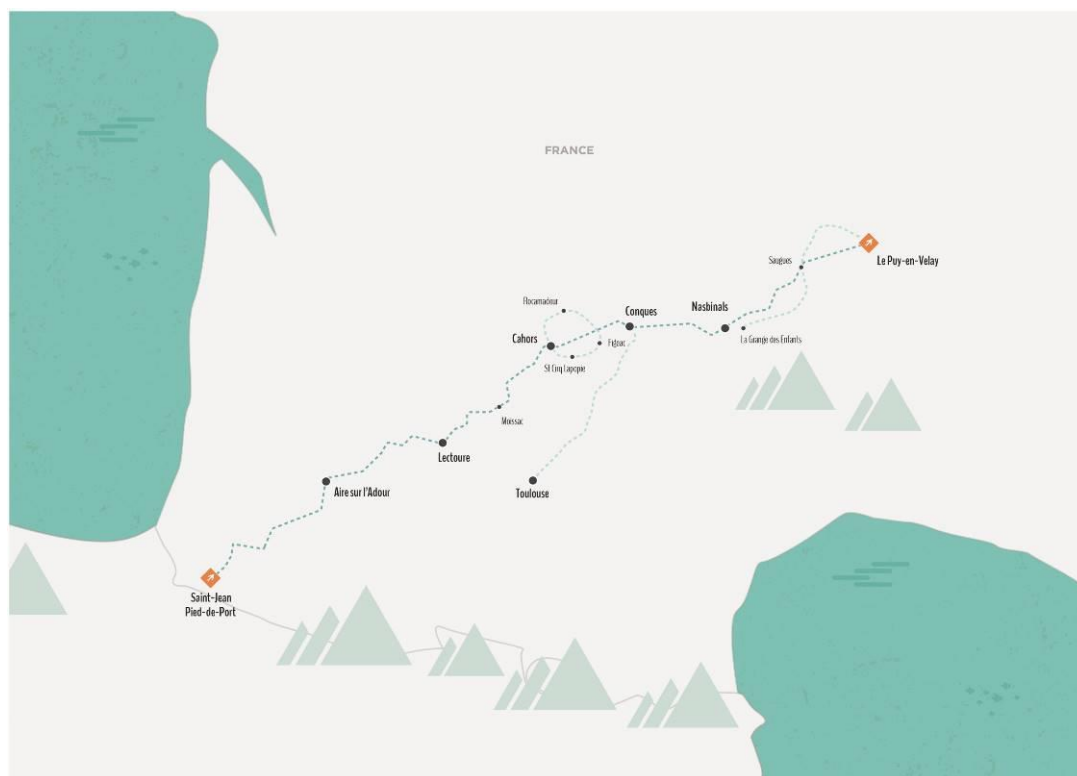 FRANCE
Le Puy-en-Velay
Saugues
Rocamadour
Conques
Nasbinals
Cahors
Figeac
La Grange des Enfants
St Cirq Lapopie
Moissac
Lectoure
Aire sur l'Adour
Toulouse
Saint-Jean
Pied-de-Port